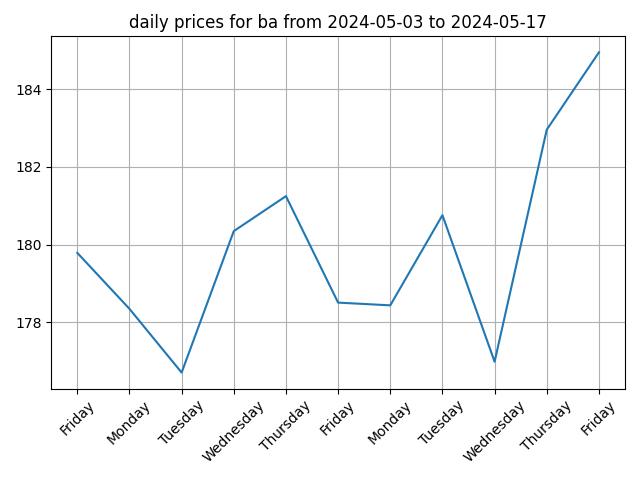 daily prices for ba from 2024-05-03 to 2024-05-17
184
182
180
178
Friday
Monday
Tuesday
Wednesday
Thursday
Friday
Monday
Tuesday
Wednesday
Thursday
Friday